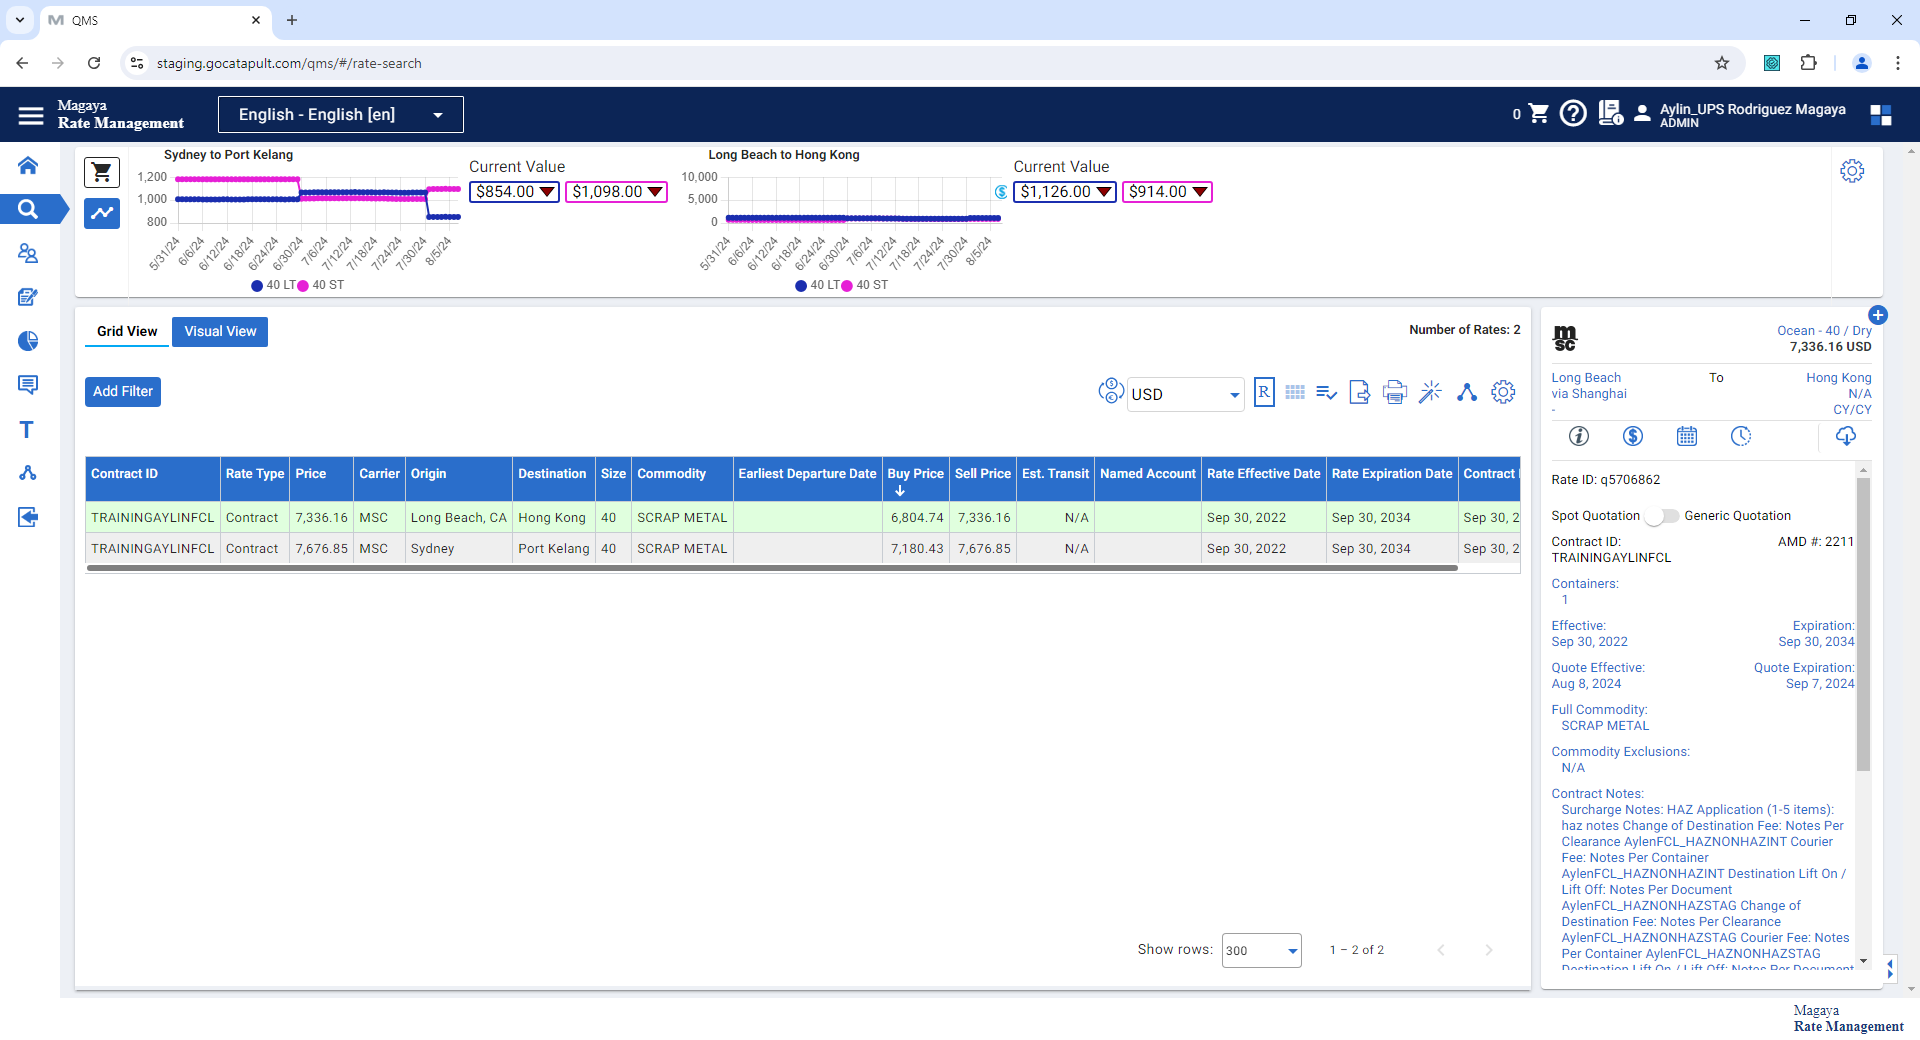 QMS
staging.gocatapult.com/qms/#/rate-search
Magaya
Rate Management
English - English [en]
0
Aylin_UPS Rodriguez Magaya
ADMIN
Sydney to Port Kelang
1,200
1,000
800
5/31/24
6/6/24
6/12/24
6/18/24
6/24/24
6/30/24
7/6/24
7/12/24
7/18/24
7/24/24
7/30/24
8/5/24
40 LT 40 ST
Current Value
$854.00 $1,098.00
Long Beach to Hong Kong
10,000
5,000
0
5/31/24
6/6/24
6/12/24
6/18/24
6/24/24
6/30/24
7/6/24
7/12/24
7/18/24
7/24/24
7/30/24
8/5/24
40 LT 40 ST
Current Value
$1,126.00 $914.00
Grid View Visual View
Number of Rates: 2
Add Filter
USD
R
Contract ID Rate Type Price Carrier Origin Destination Size Commodity Earliest Departure Date Buy Price Sell Price Est. Transit Named Account Rate Effective Date Rate Expiration Date Contract
TRAININGAYLINFCL Contract 7,336.16 MSC Long Beach, CA Hong Kong 40 SCRAP METAL 6,804.74 7,336.16 N/A Sep 30, 2022 Sep 30, 2034 Sep 30, 2
TRAININGAYLINFCL Contract 7,676.85 MSC Sydney Port Kelang 40 SCRAP METAL 7,180.43 7,676.85 N/A Sep 30, 2022 Sep 30, 2034 Sep 30, 2
Show rows: 300 1 – 2 of 2
msc
Ocean - 40 / Dry
7,336.16 USD
Long Beach To Hong Kong
via Shanghai N/A
- CY/CY
Rate ID: q5706862
Spot Quotation Generic Quotation
Contract ID: AMD #: 2211
TRAININGAYLINFCL
Containers:
1
Effective: Expiration:
Sep 30, 2022 Sep 30, 2034
Quote Effective: Quote Expiration:
Aug 8, 2024 Sep 7, 2024
Full Commodity:
SCRAP METAL
Commodity Exclusions:
N/A
Contract Notes:
Surcharge Notes: HAZ Application (1-5 items):
haz notes Change of Destination Fee: Notes Per
Clearance AylenFCL_HAZNONHAZINT Courier
Fee: Notes Per Container
AylenFCL_HAZNONHAZINT Destination Lift On /
Lift Off: Notes Per Document
AylenFCL_HAZNONHAZSTAG Change of
Destination Fee: Notes Per Clearance
AylenFCL_HAZNONHAZSTAG Courier Fee: Notes
Per Container AylenFCL_HAZNONHAZSTAG
Destination Lift On / Lift Off: Notes Per Document
Magaya
Rate Management